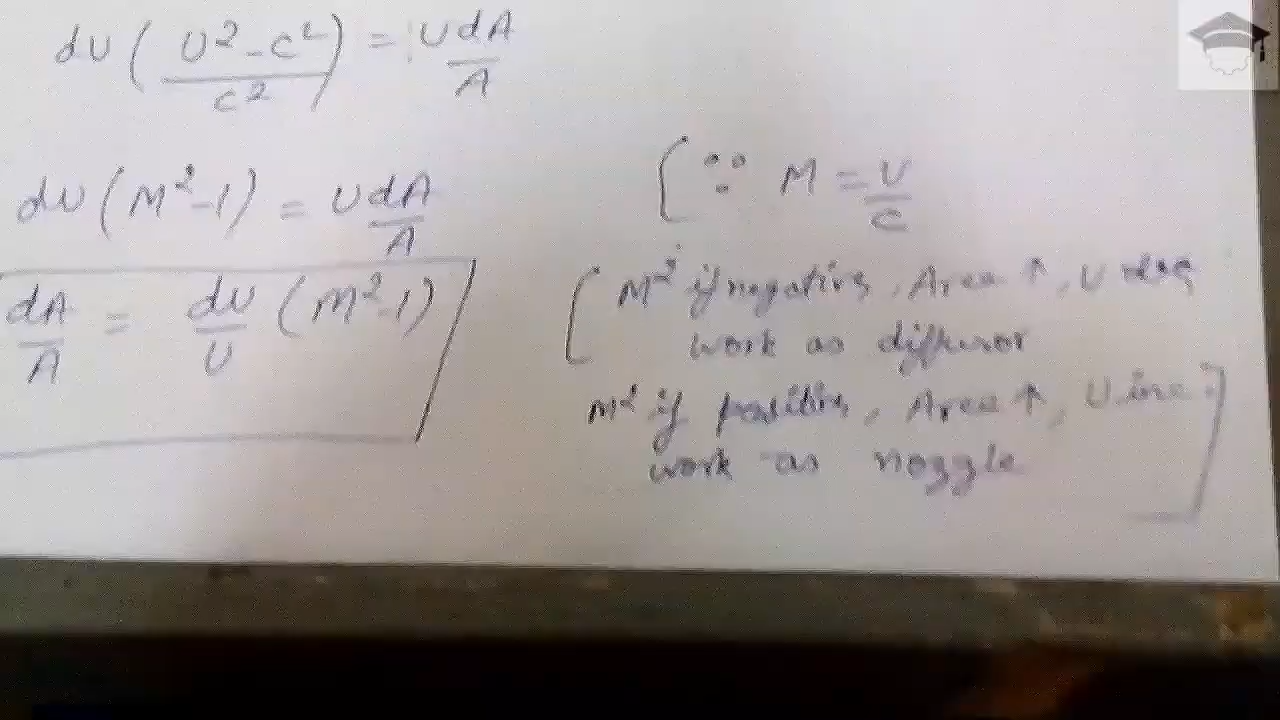 dU ( U² - C² / C² ) = U dA / A
dU ( M² - 1 ) = U dA / A
dA / A = dU / U ( M² - 1 )
[ ∵ M = U / C
[ M² if negative, Area ↑, U dec
work as diffusor
M² if positive, Area ↑, U inc ]
work as nozzle